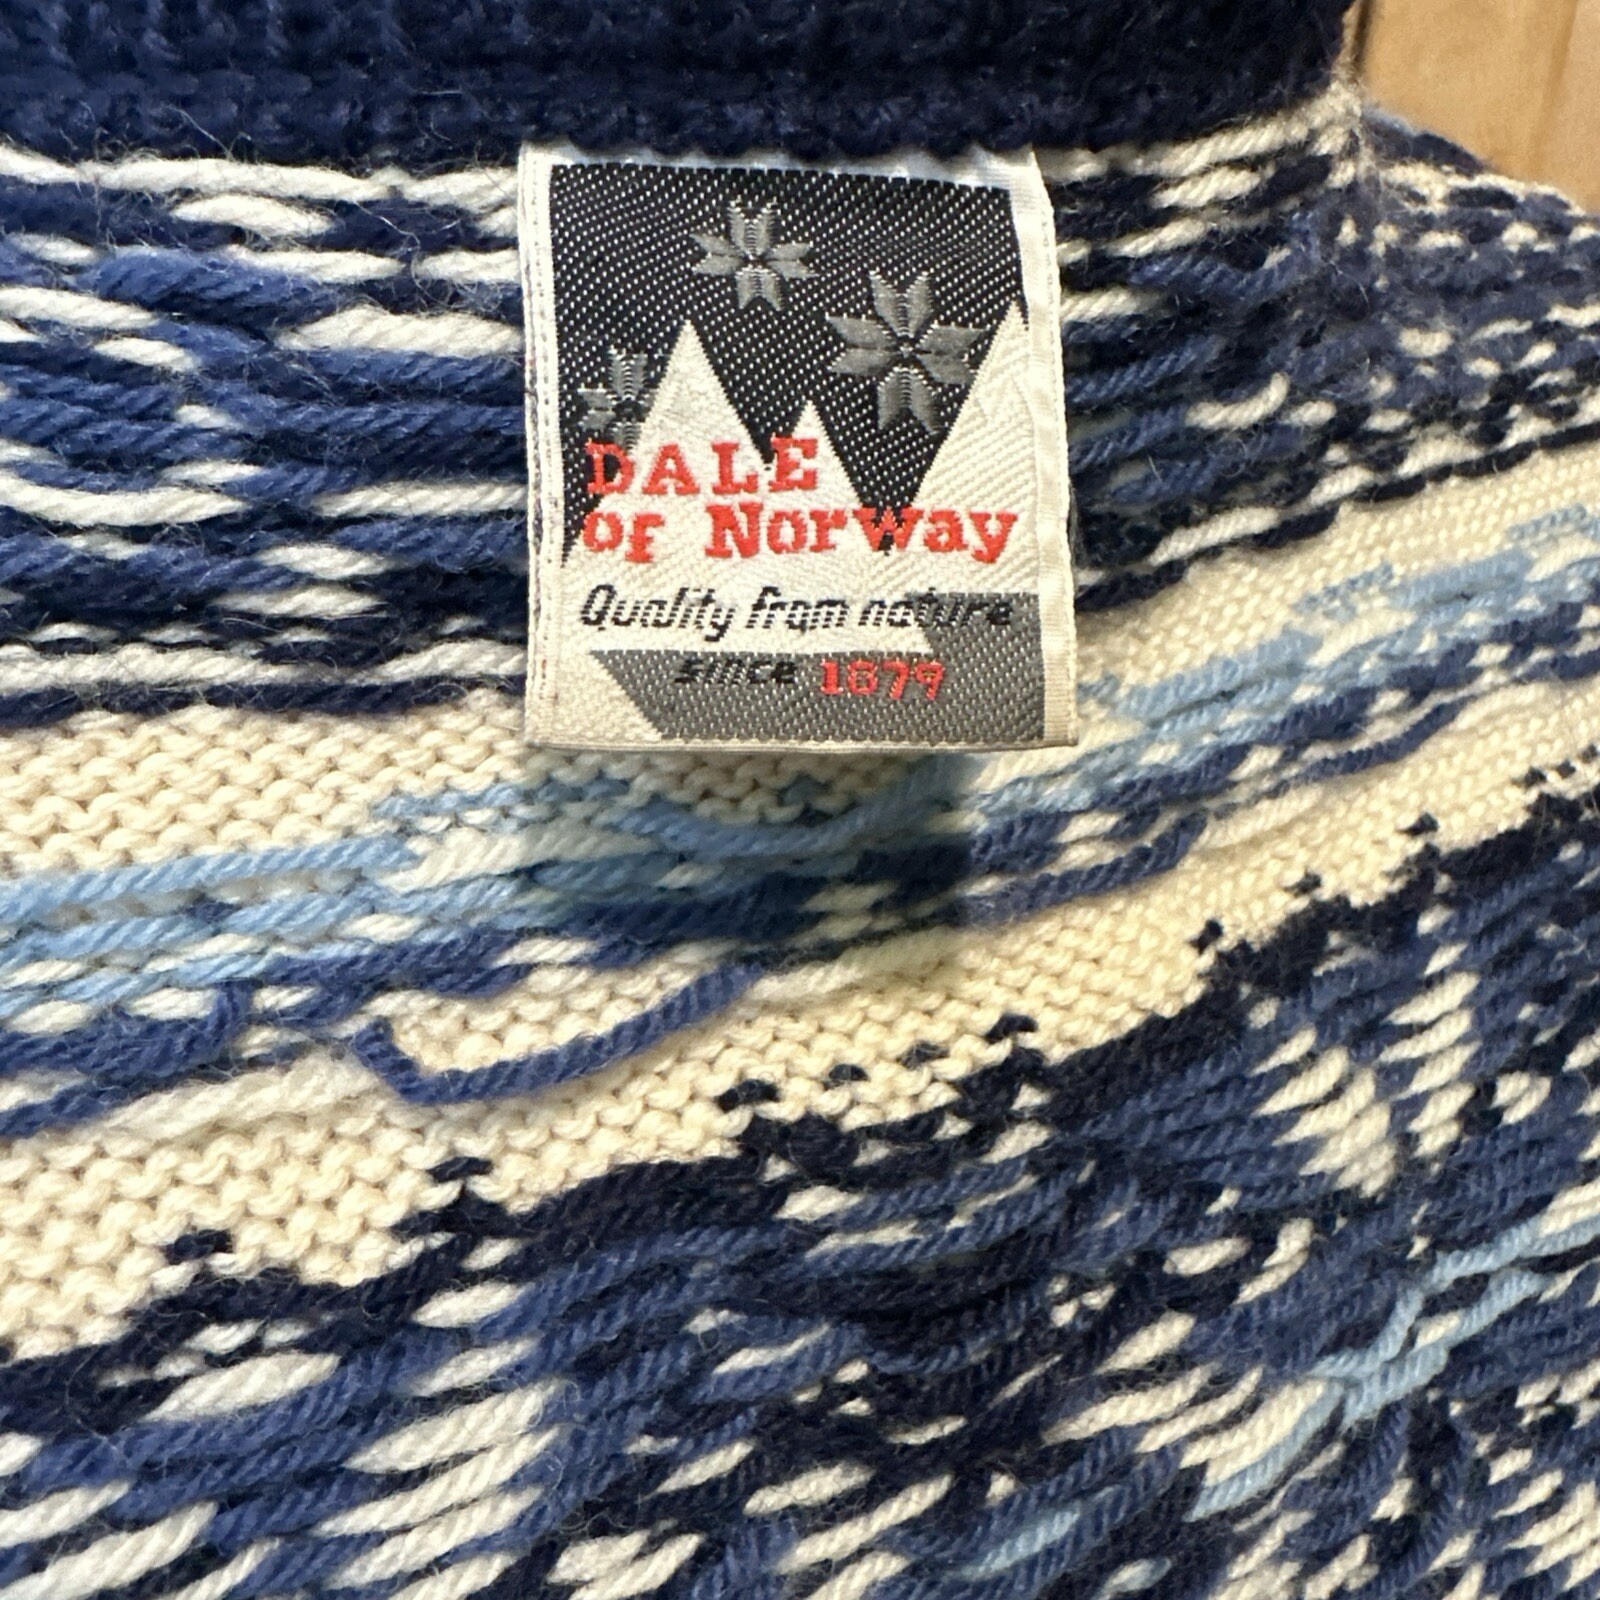 DALE
of Norway
Quality from nature
since 1879